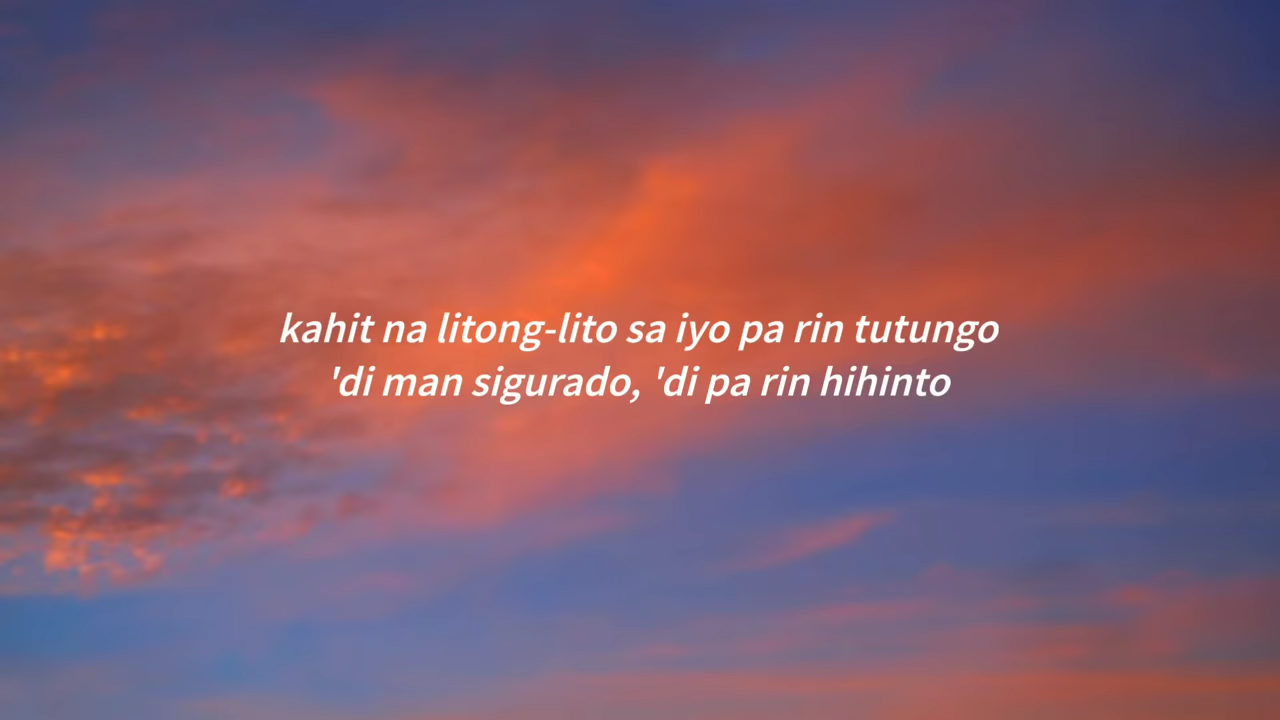 kahit na litong-lito sa iyo pa rin tutungo
'di man sigurado, 'di pa rin hihinto